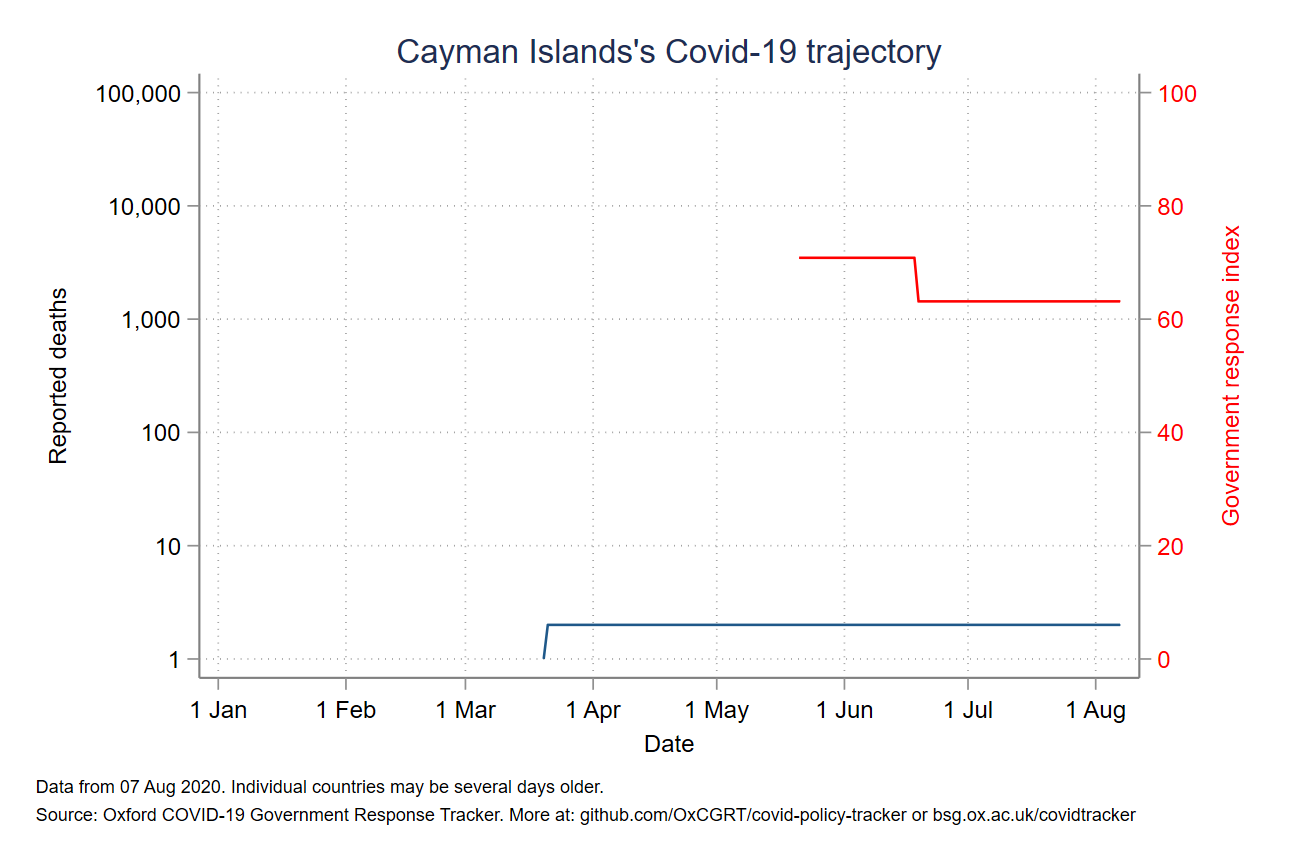 Cayman Islands's Covid-19 trajectory
100,000
10,000
1,000
100
10
1
Reported deaths
100
80
60
40
20
0
Government response index
1 Jan 1 Feb 1 Mar 1 Apr 1 May 1 Jun 1 Jul 1 Aug
Date
Data from 07 Aug 2020. Individual countries may be several days older.
Source: Oxford COVID-19 Government Response Tracker. More at: github.com/OxCGRT/covid-policy-tracker or bsg.ox.ac.uk/covidtracker